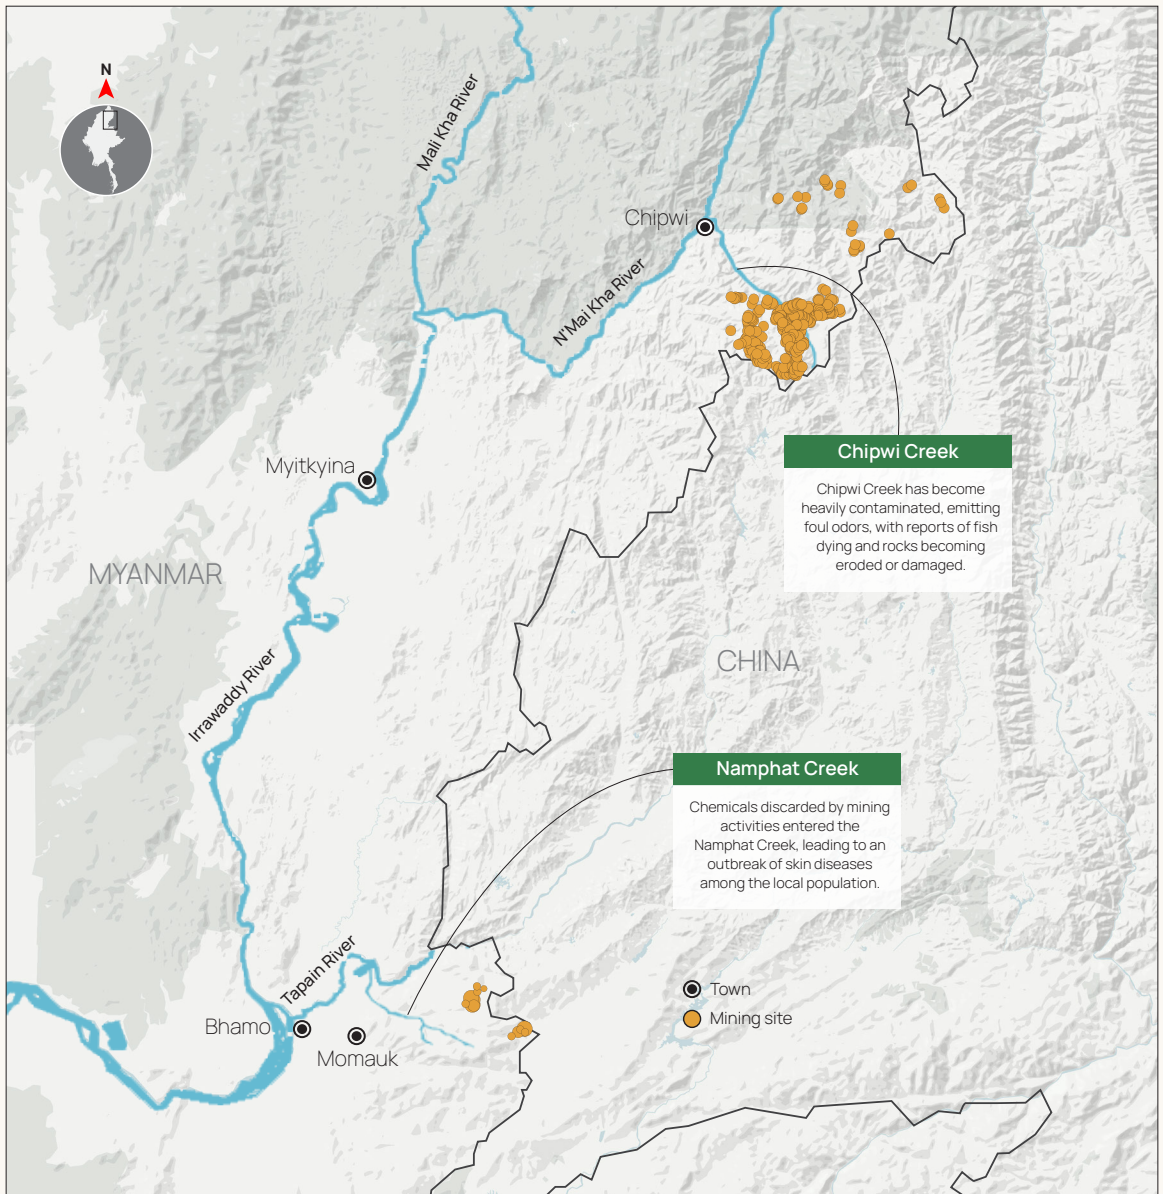 N
Mali Kha River
Chipwi
N'Mai Kha River
Myitkyina
Chipwi Creek
Chipwi Creek has become
heavily contaminated, emitting
foul odors, with reports of fish
dying and rocks becoming
eroded or damaged.
MYANMAR
CHINA
Irrawaddy River
Namphat Creek
Chemicals discarded by mining
activities entered the
Namphat Creek, leading to an
outbreak of skin diseases
among the local population.
Tapain River
Town
Mining site
Bhamo
Momauk